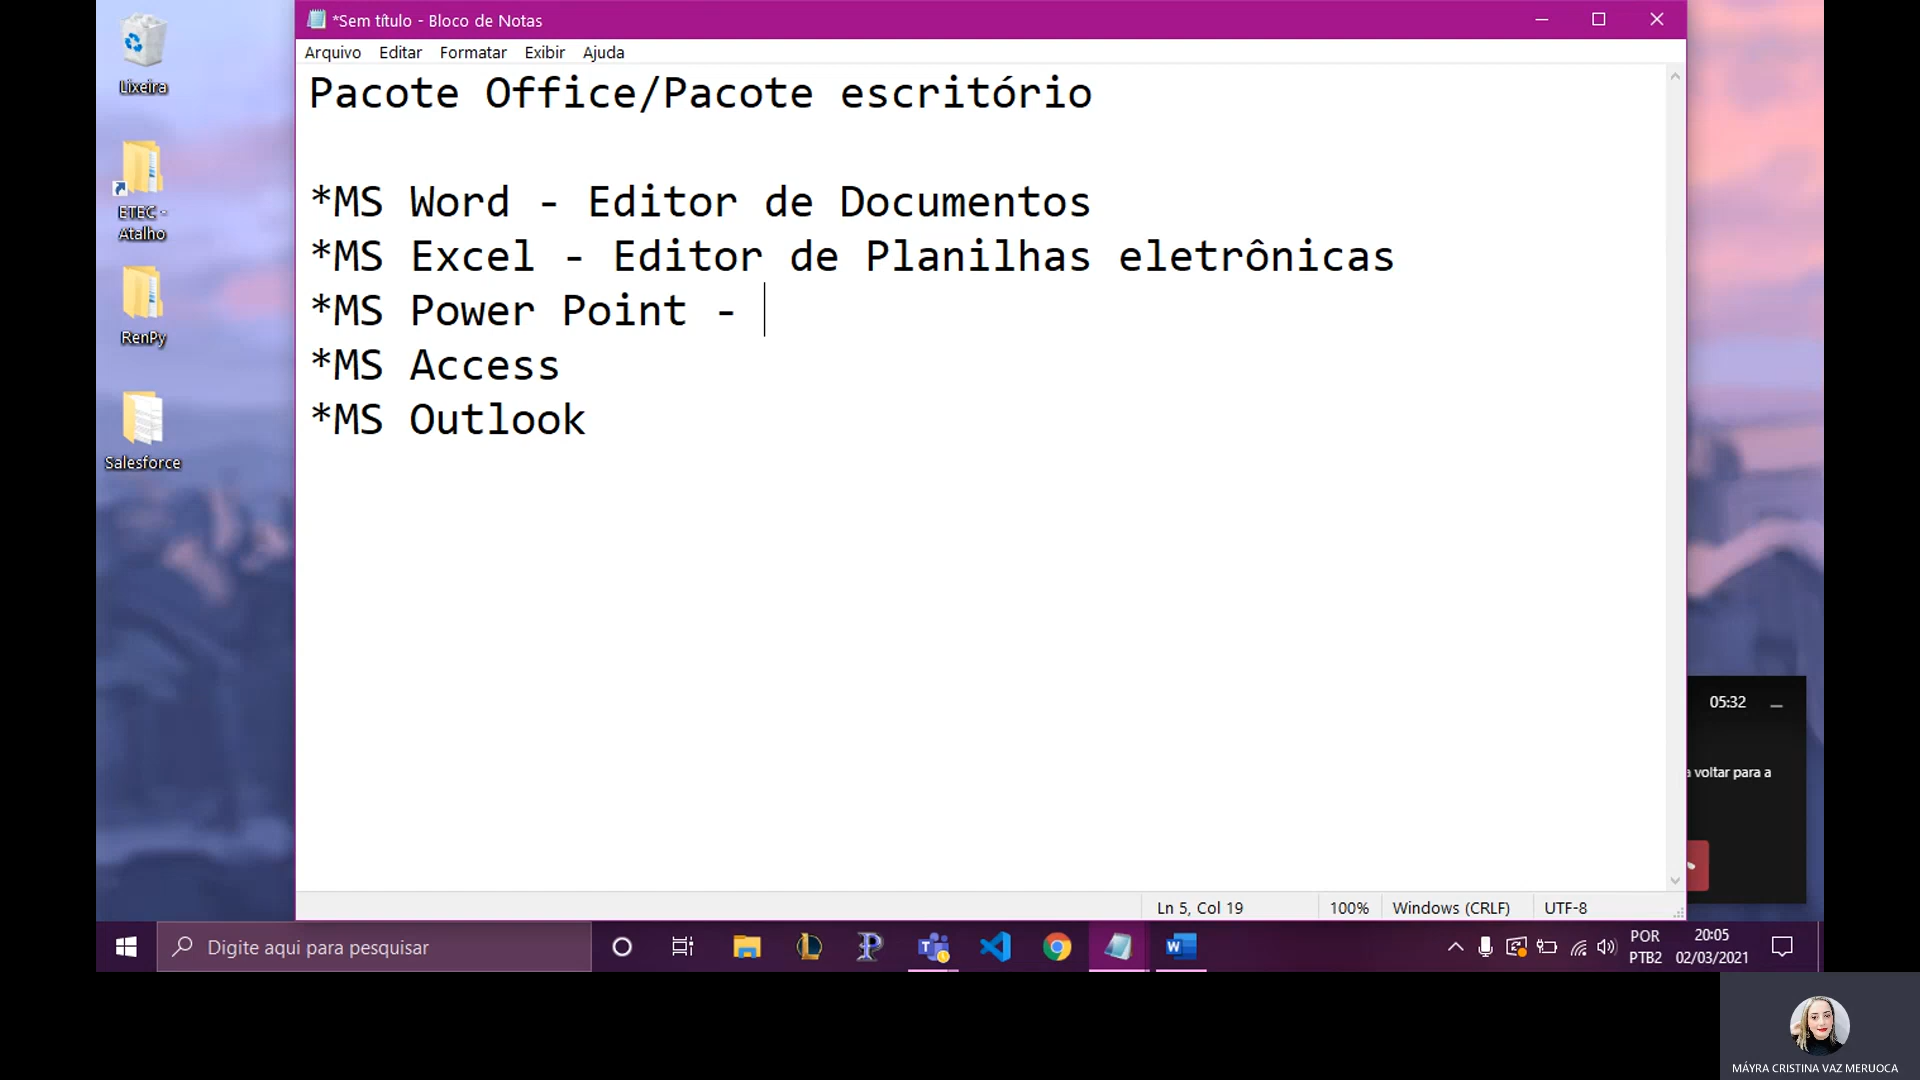 *Sem título - Bloco de Notas
Arquivo Editar Formatar Exibir Ajuda
Pacote Office/Pacote escritório
*MS Word - Editor de Documentos
*MS Excel - Editor de Planilhas eletrônicas
*MS Power Point -
*MS Access
*MS Outlook
Lixeira
ETEC -
Atalho
RenPy
Salesforce
05:32
a voltar para a
Ln 5, Col 19 100% Windows (CRLF) UTF-8
Digite aqui para pesquisar
POR
PTB2
20:05
02/03/2021
MÁYRA CRISTINA VAZ MERUOCA